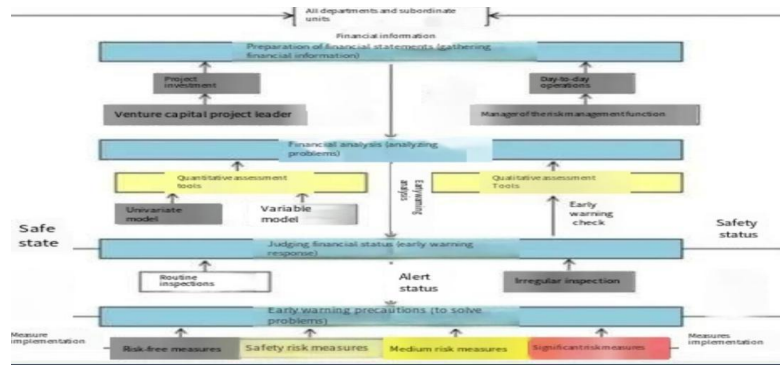 All departments and subordinate
units
Financial information
Preparation of financial statements (gathering
financial information)
Project
investment
Day-to-day
operations
Venture capital project leader
Manager of the risk management function
Financial analysis (analyzing
problems)
Quantitative assessment
tools
Early warning
analysis
Qualitative assessment
Tools
Univariate
model
Variable
model
Early
warning
check
Safe
state
Safety
status
Judging financial status (early warning
response)
Routine
inspections
Alert
status
Irregular inspection
Early warning precautions (to solve
problems)
Measure
implementation
Measures
implementation
Risk-free measures
Safety risk measures
Medium risk measures
Significant risk measures